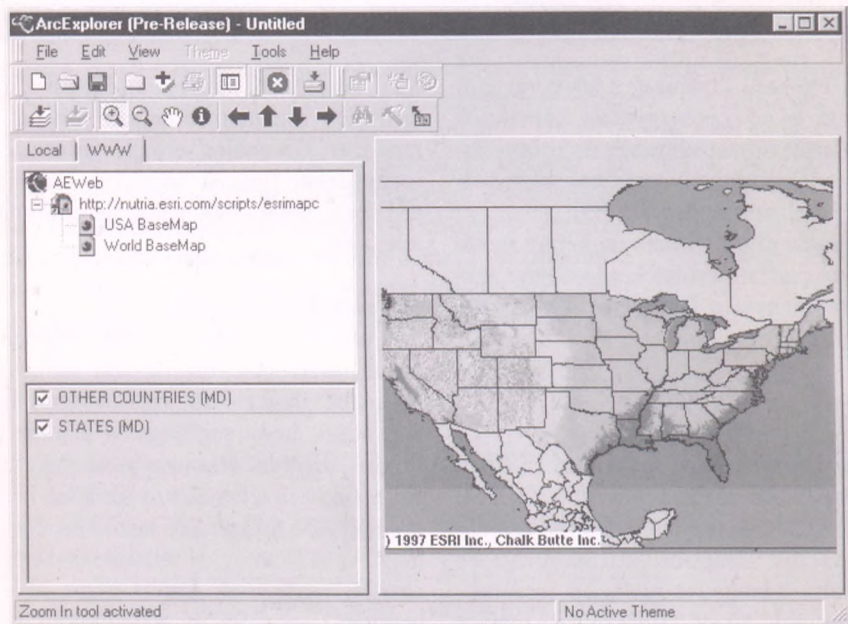 ArcExplorer (Pre-Release) - Untitled
File Edit View Theme Tools Help
Local WWW
AEWeb
http://nutria.esri.com/scripts/esrimapc
USA BaseMap
World BaseMap
OTHER COUNTRIES (MD)
STATES (MD)
) 1997 ESRI Inc., Chalk Butte Inc.
Zoom In tool activated
No Active Theme